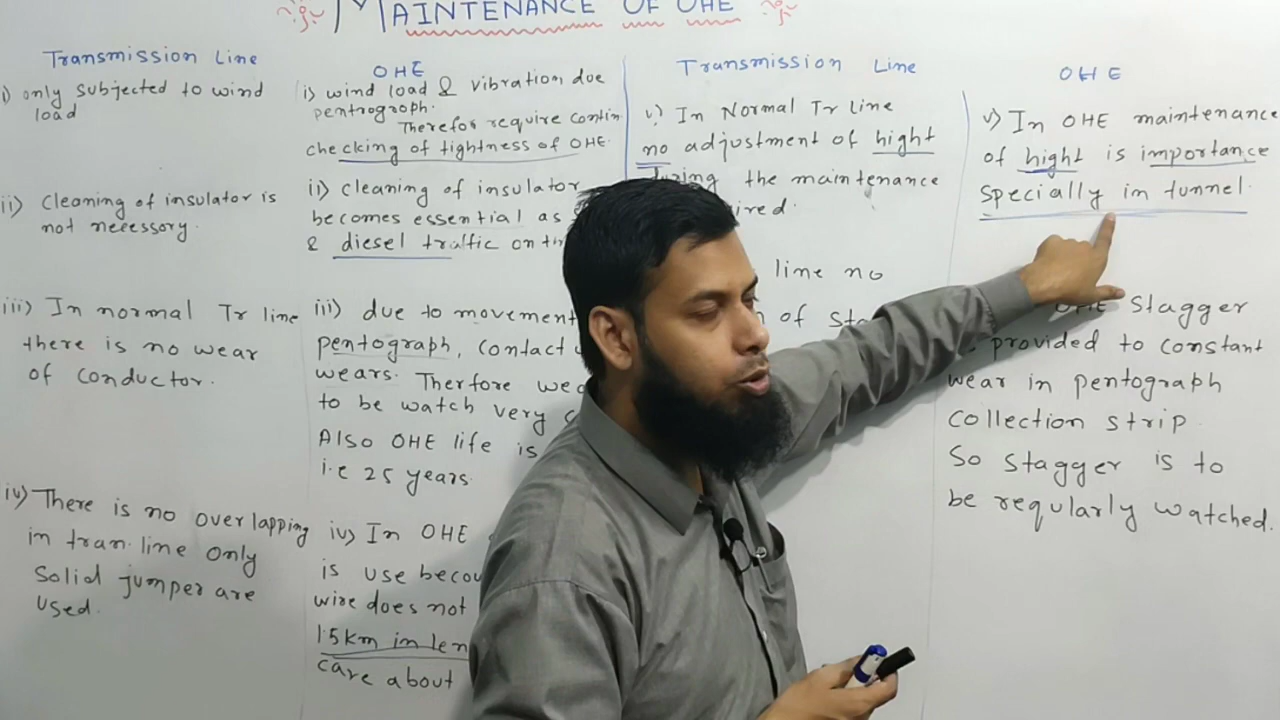 MAINTENANCE OF OHE
Transmission Line
i) only subjected to wind
load
ii) Cleaning of insulator is
not necessory.
iii) In normal Tr line
there is no wear
of conductor.
iv) There is no overlapping
in tran. line only
Solid jumper are
used.
OHE
i) wind load & vibration due
pentrograph.
Therefor require contin
checking of tightness of OHE.
ii) cleaning of insulator
becomes essential as
& diesel traffic on
iii) due to movement
pentograph, contact
wears. Therfore
to be watch very
Also OHE life is
i.e 25 years.
iv) In OHE
is use
wire does not
1.5km in
care about
Transmission Line
v) In Normal Tr line
no adjustment of hight
During the maintenance
line no
of
OHE
v) In OHE maintenance
of hight is importance
specially in tunnel.
OHE Stagger
provided to constant
wear in pentograph
Collection strip.
So stagger is to
be reqularly watched.